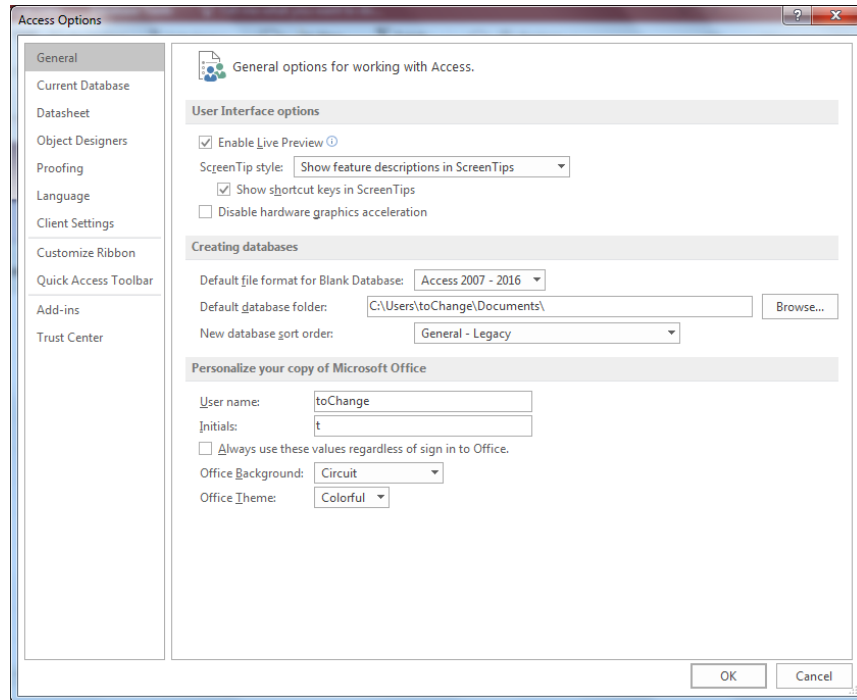 Access Options
General
Current Database
Datasheet
Object Designers
Proofing
Language
Client Settings
Customize Ribbon
Quick Access Toolbar
Add-ins
Trust Center
General options for working with Access.
User Interface options
Enable Live Preview
ScreenTip style: Show feature descriptions in ScreenTips
Show shortcut keys in ScreenTips
Disable hardware graphics acceleration
Creating databases
Default file format for Blank Database: Access 2007 - 2016
Default database folder: C:\Users\toChange\Documents\ Browse...
New database sort order: General - Legacy
Personalize your copy of Microsoft Office
User name: toChange
Initials: t
Always use these values regardless of sign in to Office.
Office Background: Circuit
Office Theme: Colorful
OK Cancel